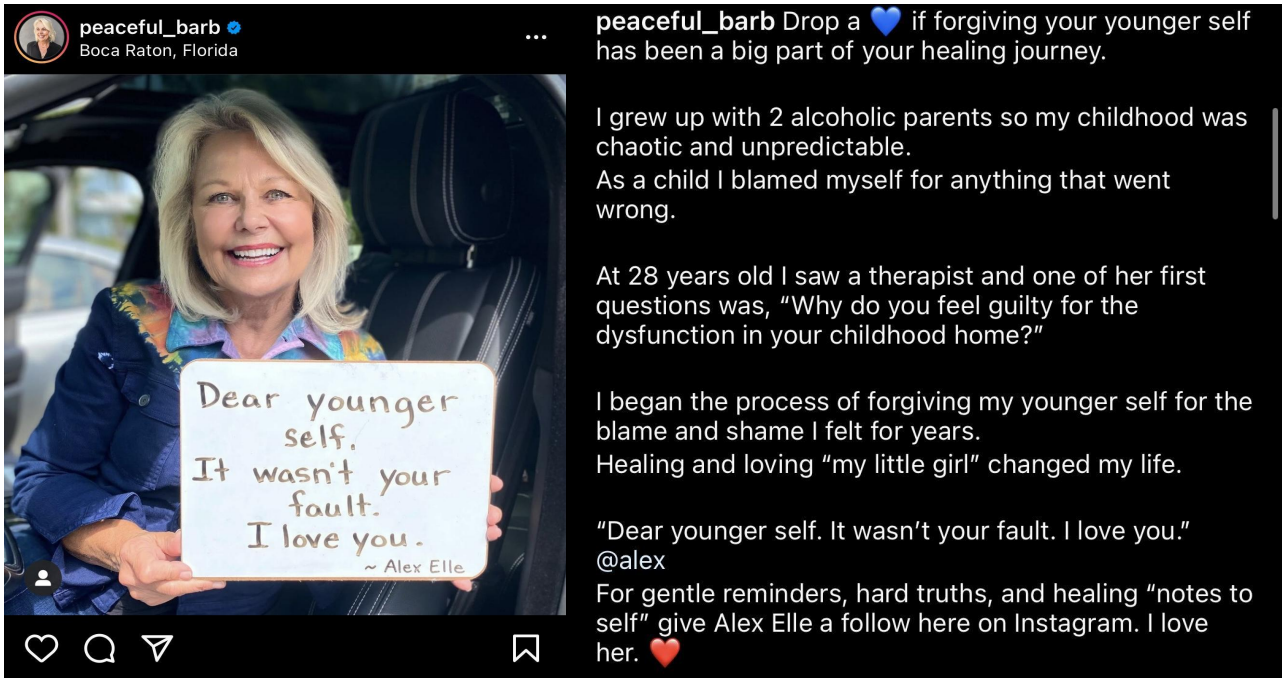 peaceful_barb
Boca Raton, Florida
Dear younger
self.
It wasn't your
fault.
I love you.
~ Alex Elle
peaceful_barb Drop a 💙 if forgiving your younger self
has been a big part of your healing journey.
I grew up with 2 alcoholic parents so my childhood was
chaotic and unpredictable.
As a child I blamed myself for anything that went
wrong.
At 28 years old I saw a therapist and one of her first
questions was, “Why do you feel guilty for the
dysfunction in your childhood home?”
I began the process of forgiving my younger self for the
blame and shame I felt for years.
Healing and loving “my little girl” changed my life.
“Dear younger self. It wasn’t your fault. I love you.”
@alex
For gentle reminders, hard truths, and healing “notes to
self” give Alex Elle a follow here on Instagram. I love
her. ❤️